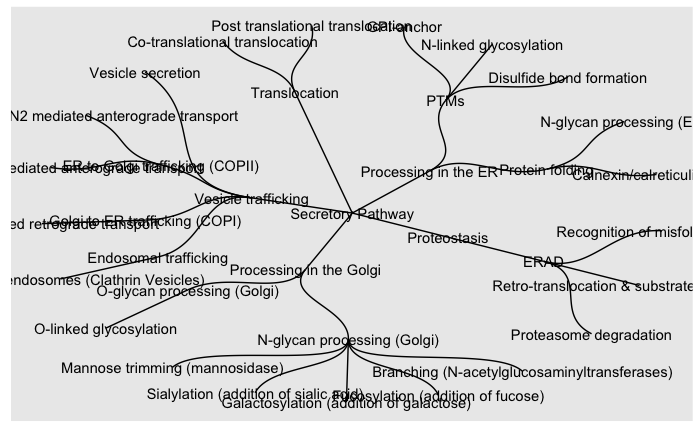 Post translational translocation
GPI-anchor
Co-translational translocation
N-linked glycosylation
Vesicle secretion
Disulfide bond formation
Translocation
PTMs
N2 mediated anterograde transport
N-glycan processing (E
ER to Golgi trafficking (COPII)
ediated anterograde transport
Processing in the ER
Protein folding
Calnexin/calreticuli
Vesicle trafficking
Secretory Pathway
Golgi to ER trafficking (COPI)
ed retrograde transport
Recognition of misfol
Proteostasis
Endosomal trafficking
ERAD
Processing in the Golgi
endosomes (Clathrin Vesicles)
Retro-translocation & substrate
O-glycan processing (Golgi)
O-linked glycosylation
Proteasome degradation
N-glycan processing (Golgi)
Mannose trimming (mannosidase)
Branching (N-acetylglucosaminyltransferases)
Sialylation (addition of sialic acid)
Fucosylation (addition of fucose)
Galactosylation (addition of galactose)